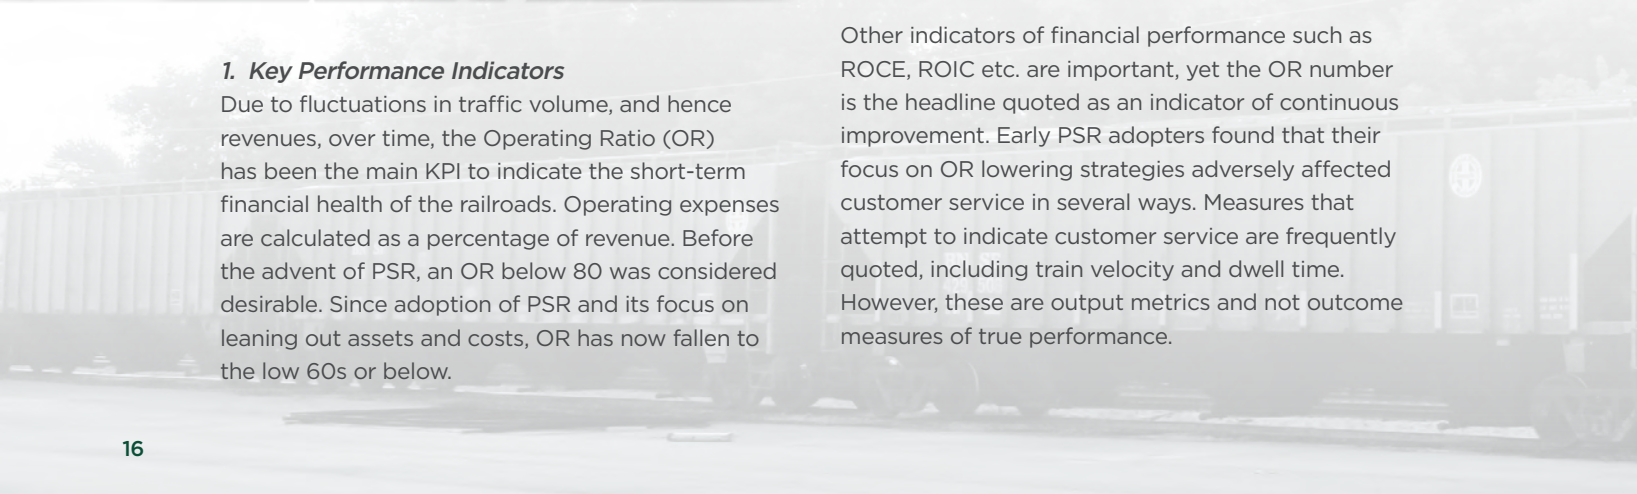 1. Key Performance Indicators
Due to fluctuations in traffic volume, and hence
revenues, over time, the Operating Ratio (OR)
has been the main KPI to indicate the short-term
financial health of the railroads. Operating expenses
are calculated as a percentage of revenue. Before
the advent of PSR, an OR below 80 was considered
desirable. Since adoption of PSR and its focus on
leaning out assets and costs, OR has now fallen to
the low 60s or below.
Other indicators of financial performance such as
ROCE, ROIC etc. are important, yet the OR number
is the headline quoted as an indicator of continuous
improvement. Early PSR adopters found that their
focus on OR lowering strategies adversely affected
customer service in several ways. Measures that
attempt to indicate customer service are frequently
quoted, including train velocity and dwell time.
However, these are output metrics and not outcome
measures of true performance.
16